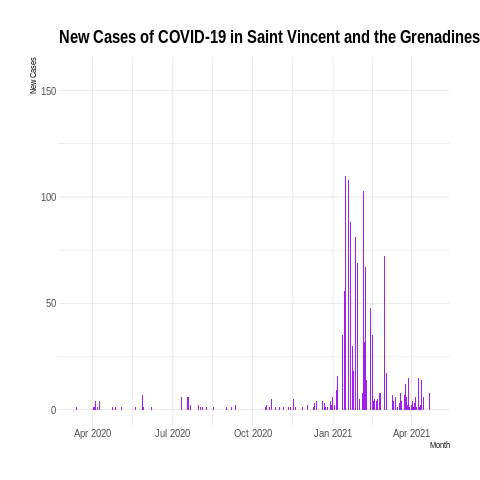 New Cases of COVID-19 in Saint Vincent and the Grenadines
New Cases
150
100
50
0
Apr 2020 Jul 2020 Oct 2020 Jan 2021 Apr 2021
Month